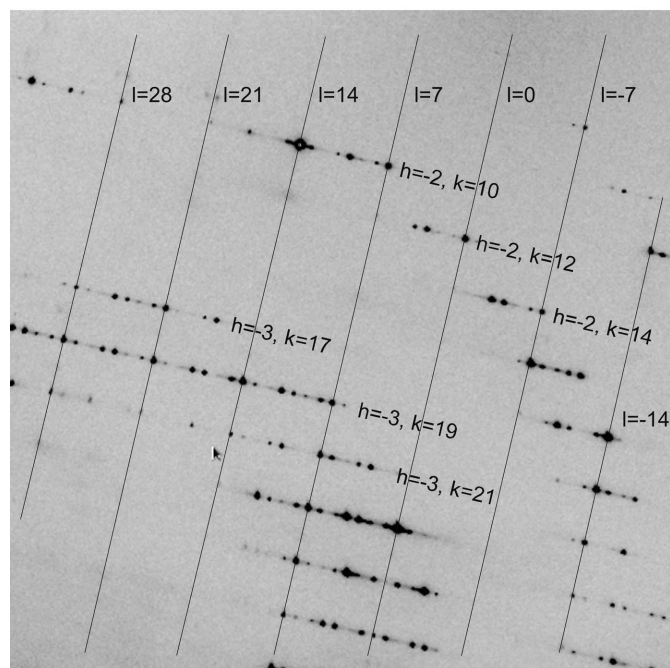 l=28
l=21
l=14
l=7
l=0
l=-7
h=-2, k=10
h=-2, k=12
h=-2, k=14
h=-3, k=17
h=-3, k=19
l=-14
h=-3, k=21